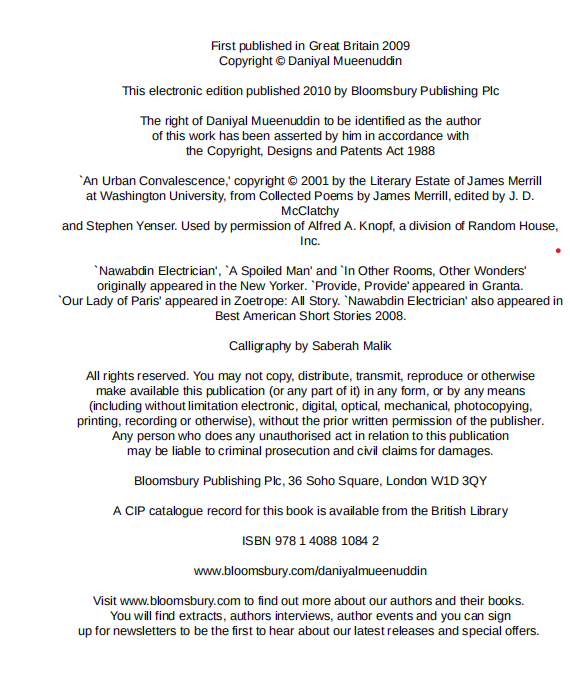 First published in Great Britain 2009
Copyright © Daniyal Mueenuddin
This electronic edition published 2010 by Bloomsbury Publishing Plc
The right of Daniyal Mueenuddin to be identified as the author
of this work has been asserted by him in accordance with
the Copyright, Designs and Patents Act 1988
`An Urban Convalescence,' copyright © 2001 by the Literary Estate of James Merrill
at Washington University, from Collected Poems by James Merrill, edited by J. D.
McClatchy
and Stephen Yenser. Used by permission of Alfred A. Knopf, a division of Random House,
Inc.
`Nawabdin Electrician', `A Spoiled Man' and `In Other Rooms, Other Wonders'
originally appeared in the New Yorker. `Provide, Provide' appeared in Granta.
`Our Lady of Paris' appeared in Zoetrope: All Story. `Nawabdin Electrician' also appeared in
Best American Short Stories 2008.
Calligraphy by Saberah Malik
All rights reserved. You may not copy, distribute, transmit, reproduce or otherwise
make available this publication (or any part of it) in any form, or by any means
(including without limitation electronic, digital, optical, mechanical, photocopying,
printing, recording or otherwise), without the prior written permission of the publisher.
Any person who does any unauthorised act in relation to this publication
may be liable to criminal prosecution and civil claims for damages.
Bloomsbury Publishing Plc, 36 Soho Square, London W1D 3QY
A CIP catalogue record for this book is available from the British Library
ISBN 978 1 4088 1084 2
www.bloomsbury.com/daniyalmueenuddin
Visit www.bloomsbury.com to find out more about our authors and their books.
You will find extracts, authors interviews, author events and you can sign
up for newsletters to be the first to hear about our latest releases and special offers.